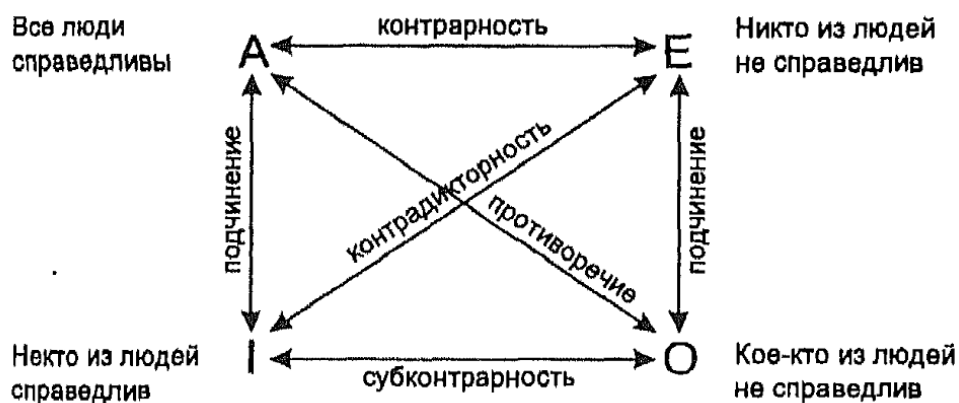 Все люди
справедливы
A
контрарность
E
Никто из людей
не справедлив
подчинение
контрадикторность
противоречие
подчинение
Некто из людей
справедлив
I
субконтрарность
O
Кое-кто из людей
не справедлив